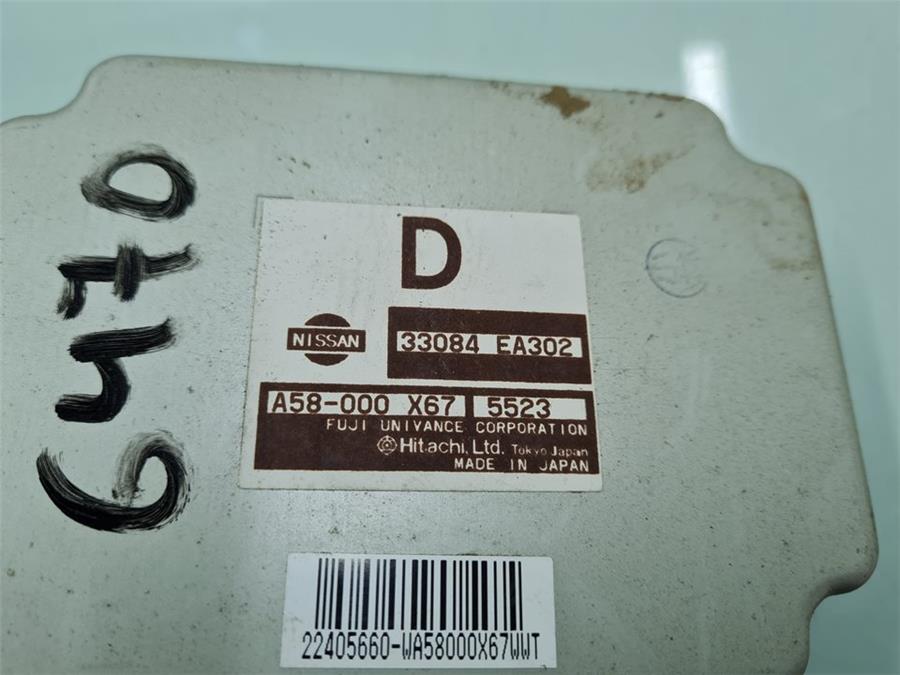 D
NISSAN
33084 EA302
A58-000 X67 5523
FUJI UNIVANCE CORPORATION
Hitachi, Ltd. Tokyo Japan
MADE IN JAPAN
22405660-WA58000X67WWT